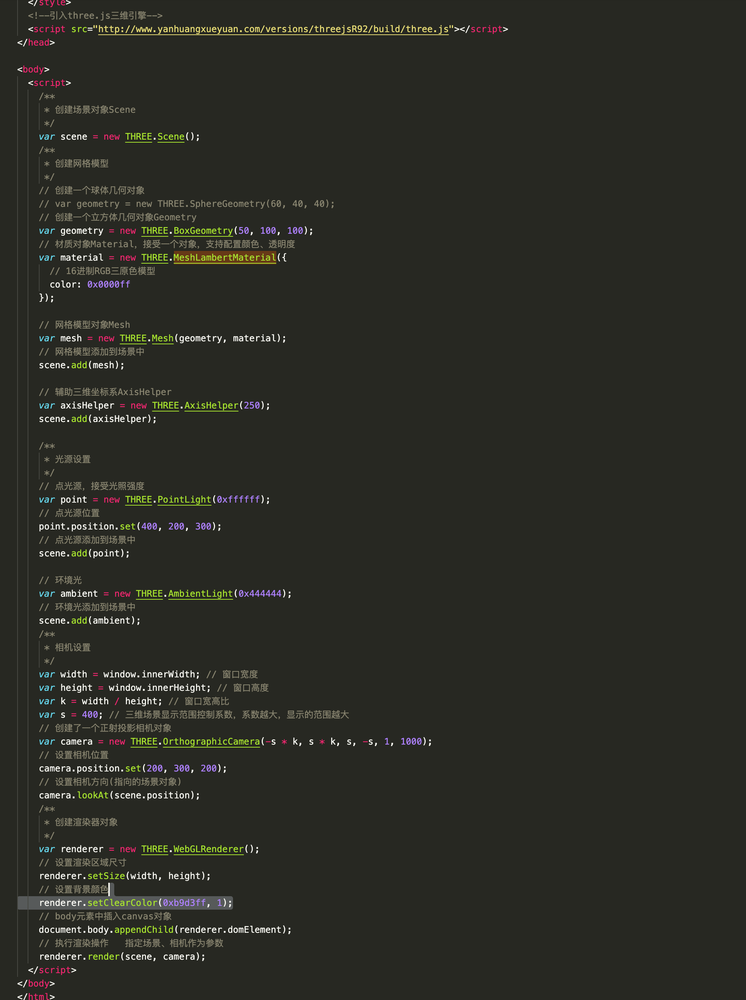 </style>
<!--引入three.js三维引擎-->
<script src="http://www.yanhuangxueyuan.com/versions/threejsR92/build/three.js"></script>
</head>
<body>
<script>
/**
* 创建场景对象Scene
*/
var scene = new THREE.Scene();
/**
* 创建网格模型
*/
// 创建一个球体几何对象
// var geometry = new THREE.SphereGeometry(60, 40, 40);
// 创建一个立方体几何对象Geometry
var geometry = new THREE.BoxGeometry(50, 100, 100);
// 材质对象Material，接受一个对象，支持配置颜色、透明度
var material = new THREE.MeshLambertMaterial({
// 16进制RGB三原色模型
color: 0x0000ff
});
// 网格模型对象Mesh
var mesh = new THREE.Mesh(geometry, material);
// 网格模型添加到场景中
scene.add(mesh);
// 辅助三维坐标系AxisHelper
var axisHelper = new THREE.AxisHelper(250);
scene.add(axisHelper);
/**
* 光源设置
*/
// 点光源，接受光照强度
var point = new THREE.PointLight(0xffffff);
// 点光源位置
point.position.set(400, 200, 300);
// 点光源添加到场景中
scene.add(point);
// 环境光
var ambient = new THREE.AmbientLight(0x444444);
// 环境光添加到场景中
scene.add(ambient);
/**
* 相机设置
*/
var width = window.innerWidth; // 窗口宽度
var height = window.innerHeight; // 窗口高度
var k = width / height; // 窗口宽高比
var s = 400; // 三维场景显示范围控制系数，系数越大，显示的范围越大
// 创建了一个正射投影相机对象
var camera = new THREE.OrthographicCamera(-s * k, s * k, s, -s, 1, 1000);
// 设置相机位置
camera.position.set(200, 300, 200);
// 设置相机方向(指向的场景对象)
camera.lookAt(scene.position);
/**
* 创建渲染器对象
*/
var renderer = new THREE.WebGLRenderer();
// 设置渲染区域尺寸
renderer.setSize(width, height);
// 设置背景颜色
renderer.setClearColor(0xb9d3ff, 1);
// body元素中插入canvas对象
document.body.appendChild(renderer.domElement);
// 执行渲染操作   指定场景、相机作为参数
renderer.render(scene, camera);
</script>
</body>
</html>